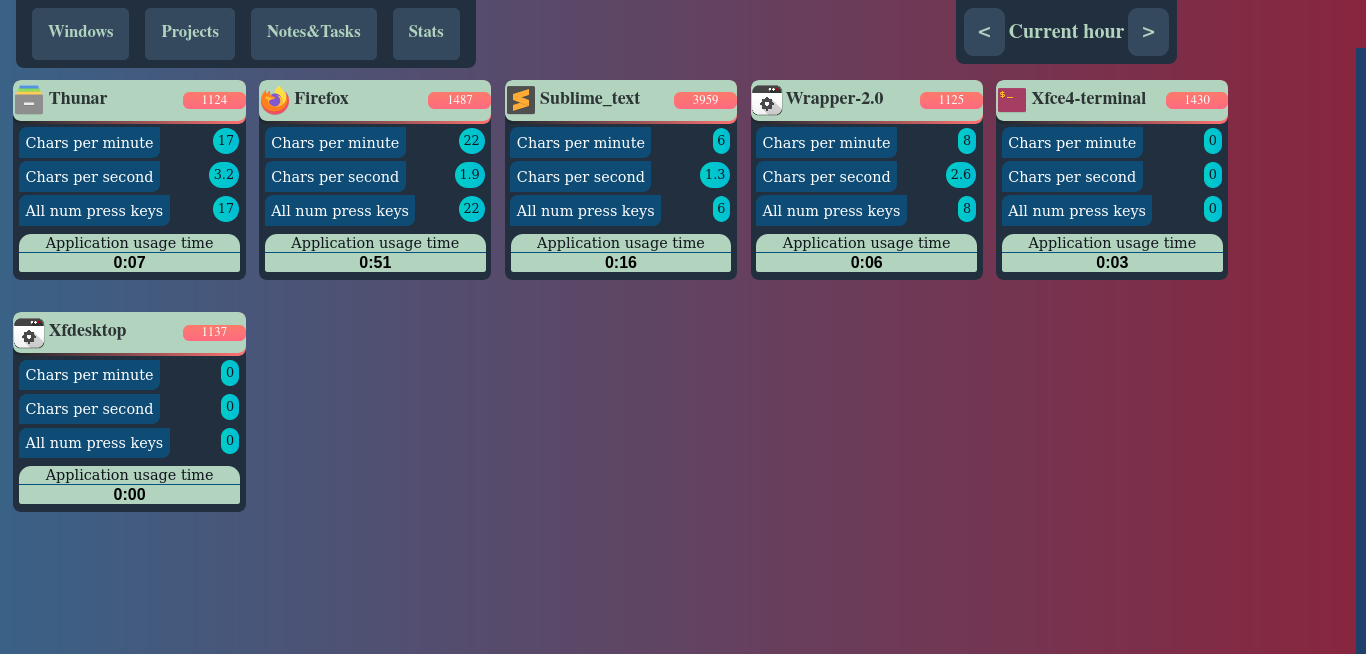 Windows Projects Notes&Tasks Stats < Current hour >
Thunar 1124
Chars per minute 17
Chars per second 3.2
All num press keys 17
Application usage time
0:07
Firefox 1487
Chars per minute 22
Chars per second 1.9
All num press keys 22
Application usage time
0:51
Sublime_text 3959
Chars per minute 6
Chars per second 1.3
All num press keys 6
Application usage time
0:16
Wrapper-2.0 1125
Chars per minute 8
Chars per second 2.6
All num press keys 8
Application usage time
0:06
$_ Xfce4-terminal 1430
Chars per minute 0
Chars per second 0
All num press keys 0
Application usage time
0:03
Xfdesktop 1137
Chars per minute 0
Chars per second 0
All num press keys 0
Application usage time
0:00